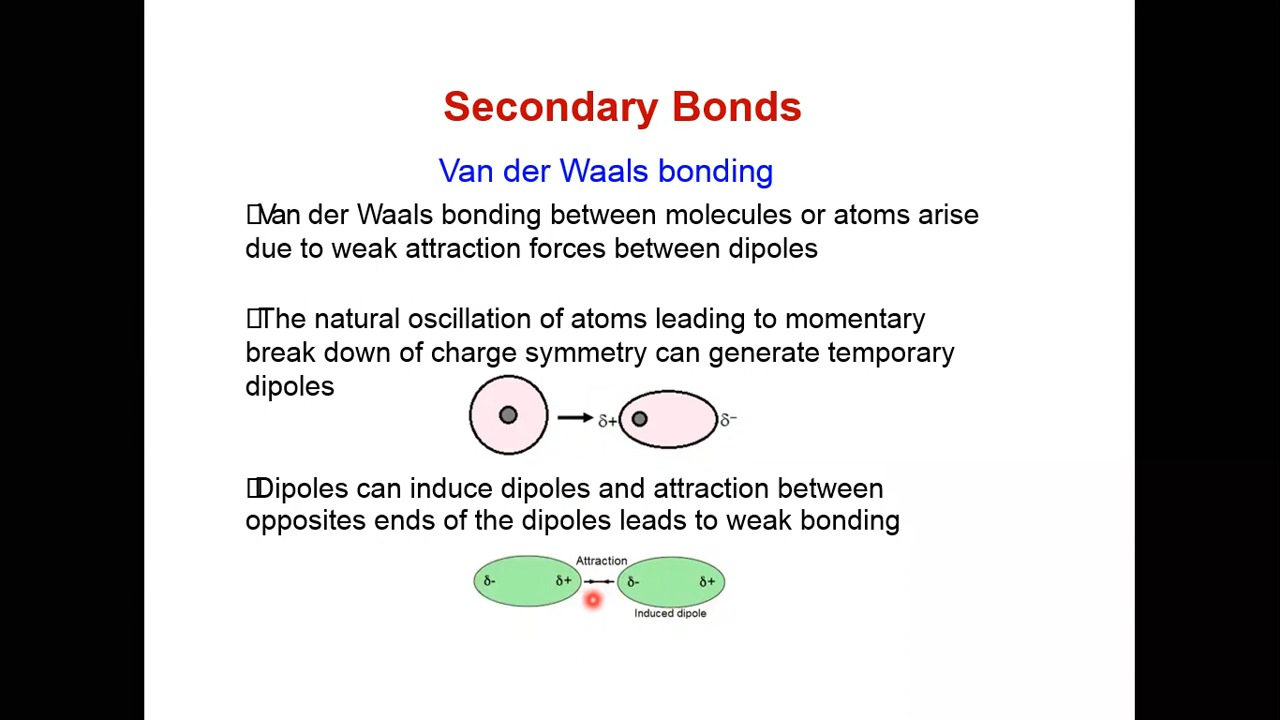 Secondary Bonds
Van der Waals bonding
Van der Waals bonding between molecules or atoms arise
due to weak attraction forces between dipoles
The natural oscillation of atoms leading to momentary
break down of charge symmetry can generate temporary
dipoles
δ+ δ−
Dipoles can induce dipoles and attraction between
opposites ends of the dipoles leads to weak bonding
Attraction
δ- δ+ δ- δ+
Induced dipole